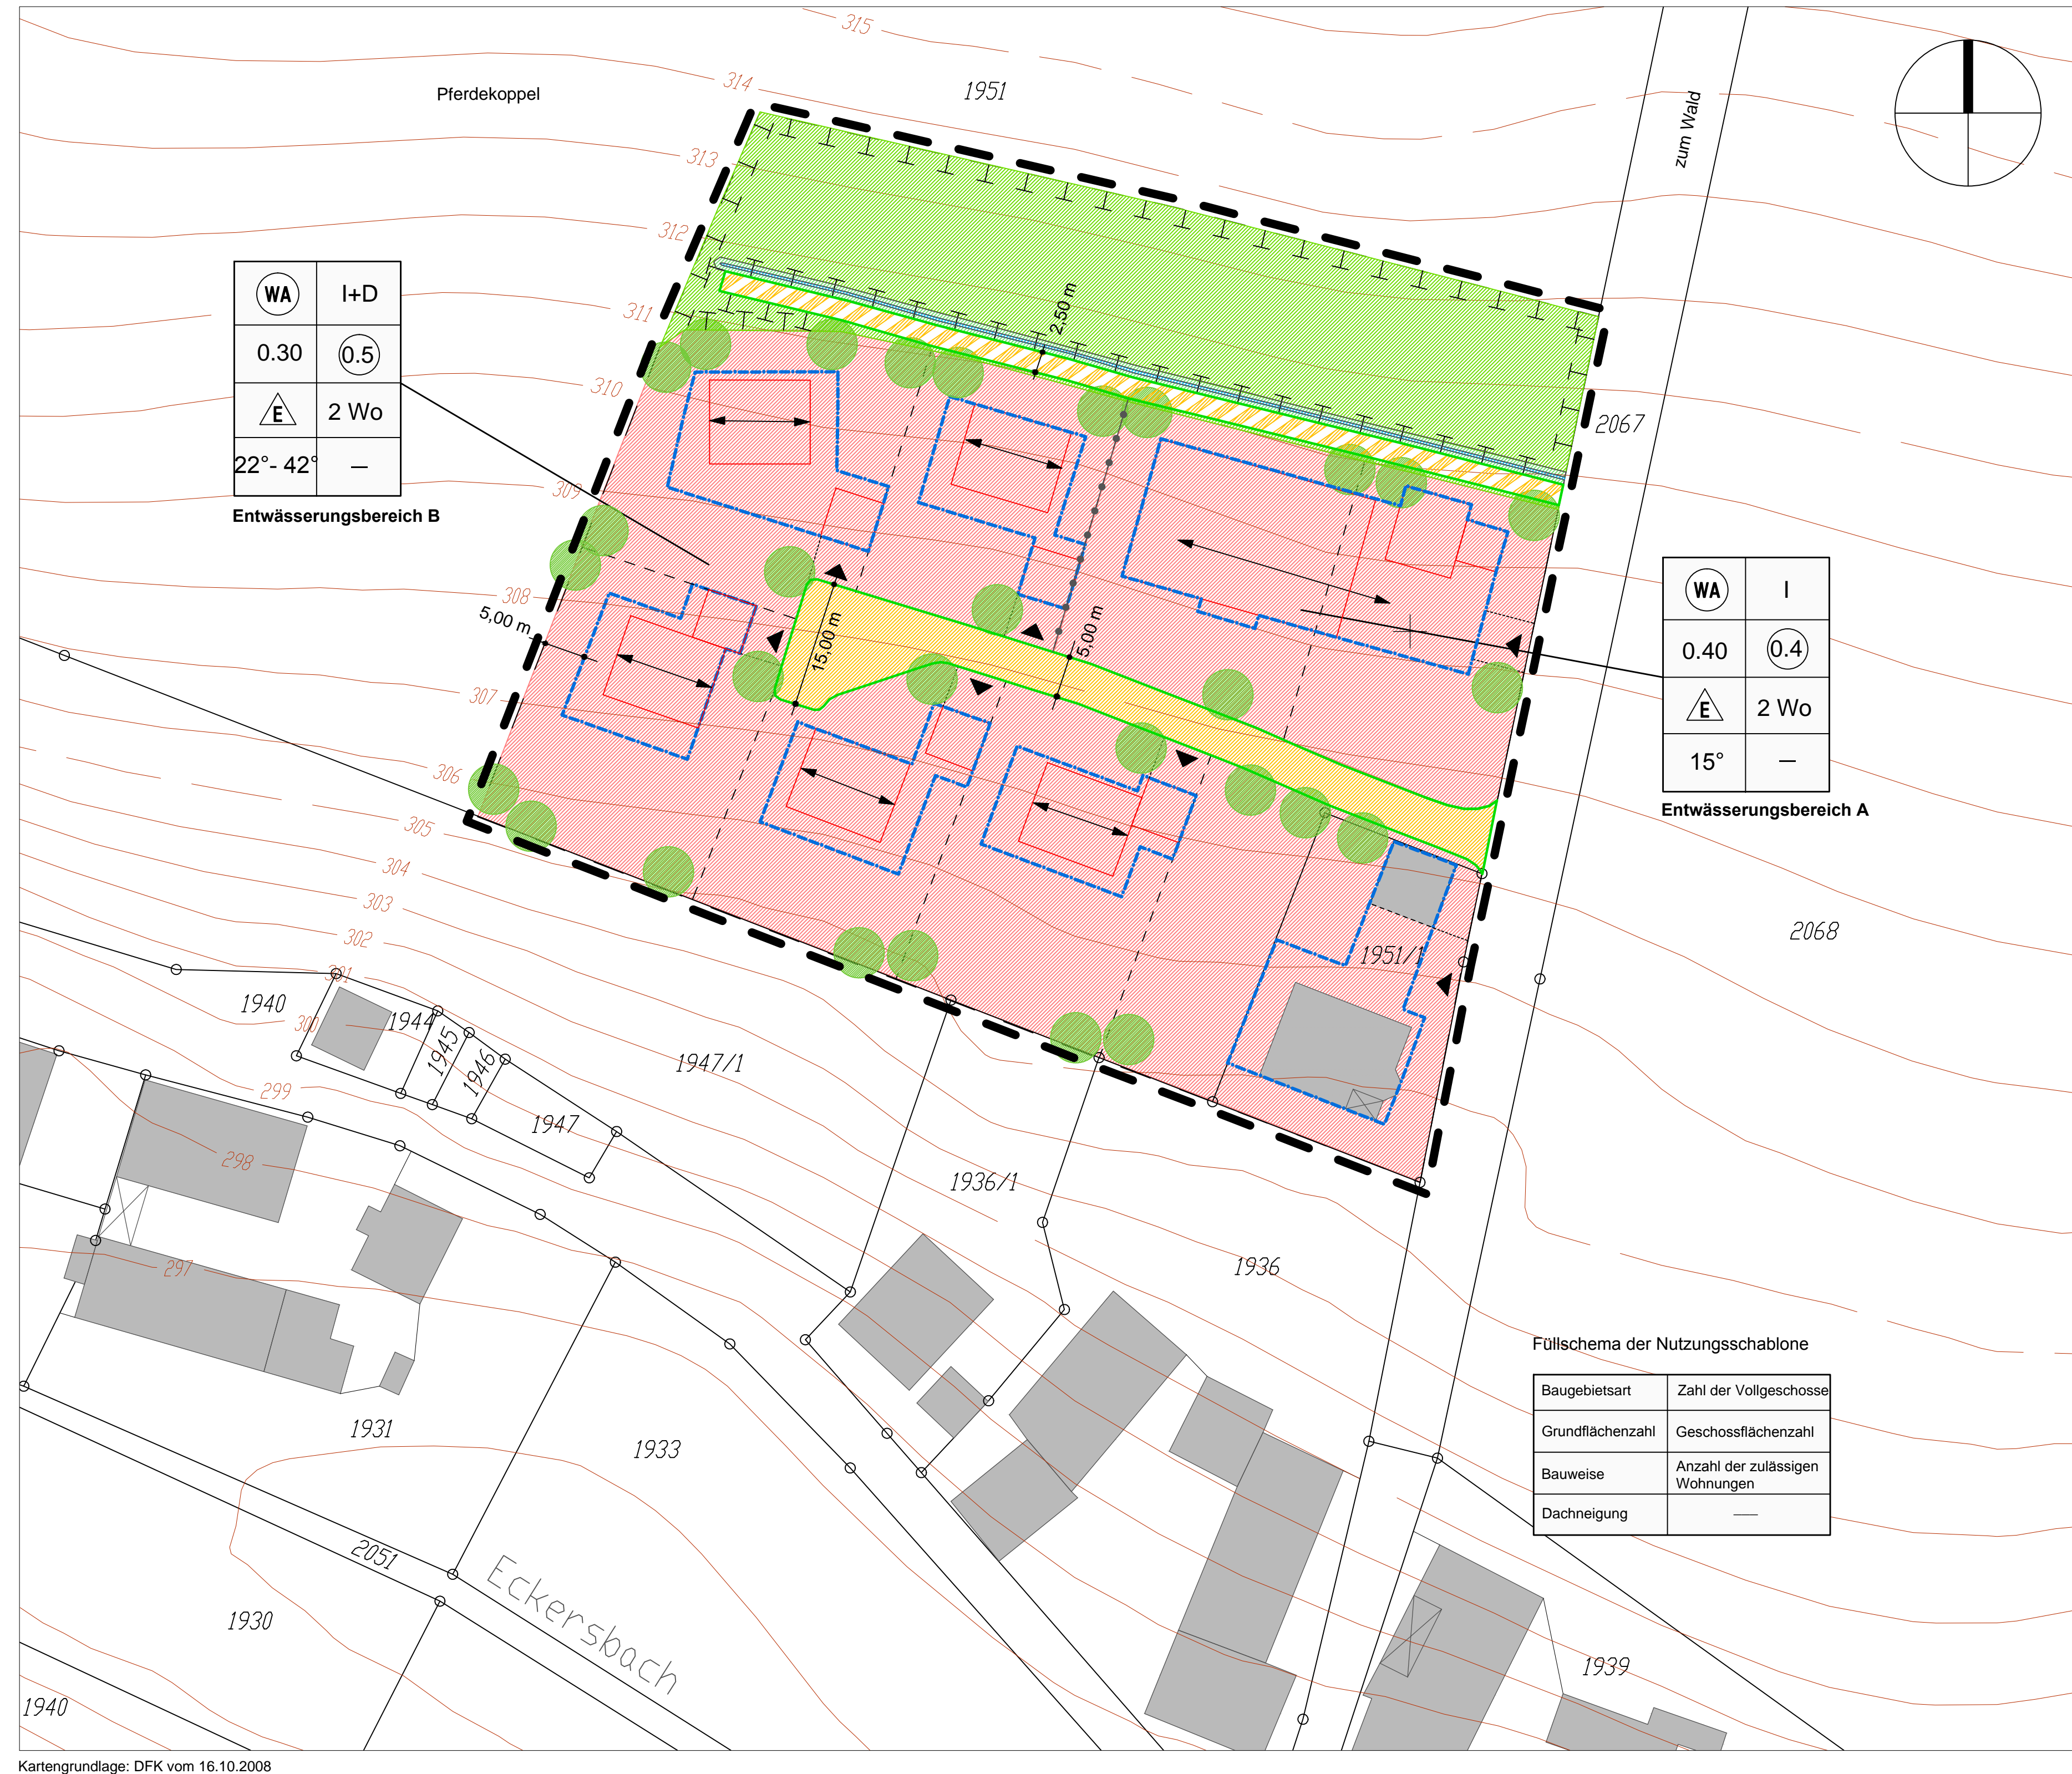 315
314
1951
Pferdekoppel
zum Wald
313
312
311
2,50 m
WA I+D
0.30 0.5
E 2 Wo
22°- 42° —
Entwässerungsbereich B
310
2067
309
308
5,00 m
15,00 m
5,00 m
WA I
0.40 0.4
E 2 Wo
15° —
Entwässerungsbereich A
307
306
305
304
303
302
301
300
299
298
297
2068
1951/1
1940
1944
1945
1946
1947
1947/1
1936/1
1936
Füllschema der Nutzungsschablone
Baugebietsart Zahl der Vollgeschosse
Grundflächenzahl Geschossflächenzahl
Bauweise Anzahl der zulässigen
Wohnungen
Dachneigung —
1931
1933
2051
Eckersbach
1930
1939
1940
Kartengrundlage: DFK vom 16.10.2008